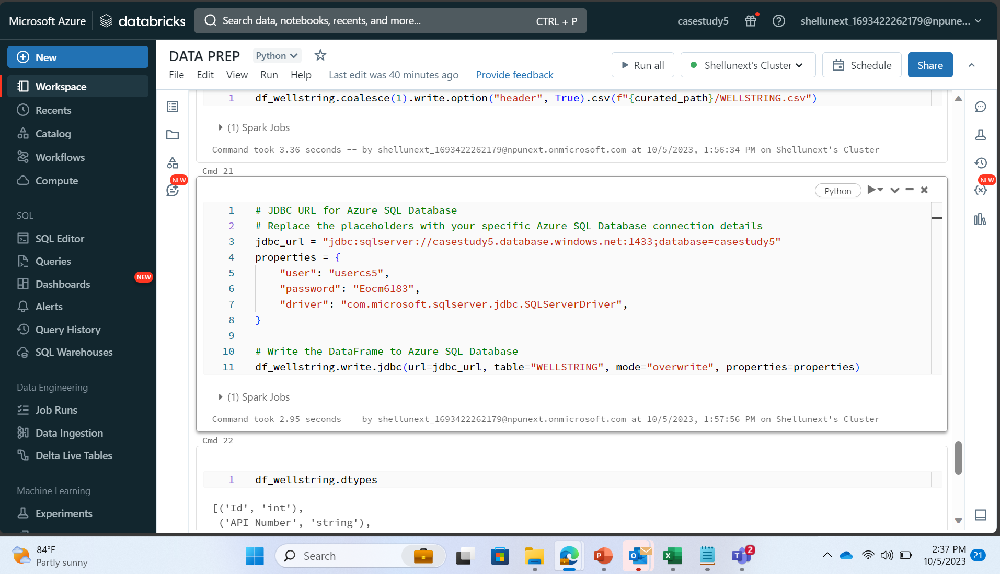 Microsoft Azure databricks Search data, notebooks, recents, and more... CTRL + P casestudy5 shellunext_1693422262179@npune...
New
Workspace
Recents
Catalog
Workflows
Compute
SQL
SQL Editor
Queries
Dashboards NEW
Alerts
Query History
SQL Warehouses
Data Engineering
Job Runs
Data Ingestion
Delta Live Tables
Machine Learning
Experiments
DATA PREP Python
File Edit View Run Help Last edit was 40 minutes ago Provide feedback
Run all Shellunext's Cluster Schedule Share
NEW
NEW
1 df_wellstring.coalesce(1).write.option("header", True).csv(f"{curated_path}/WELLSTRING.csv")
(1) Spark Jobs
Command took 3.36 seconds -- by shellunext_1693422262179@npunext.onmicrosoft.com at 10/5/2023, 1:56:34 PM on Shellunext's Cluster
Cmd 21
Python
1 # JDBC URL for Azure SQL Database
2 # Replace the placeholders with your specific Azure SQL Database connection details
3 jdbc_url = "jdbc:sqlserver://casestudy5.database.windows.net:1433;database=casestudy5"
4 properties = {
5 "user": "usercs5",
6 "password": "Eocm6183",
7 "driver": "com.microsoft.sqlserver.jdbc.SQLServerDriver",
8 }
9
10 # Write the DataFrame to Azure SQL Database
11 df_wellstring.write.jdbc(url=jdbc_url, table="WELLSTRING", mode="overwrite", properties=properties)
(1) Spark Jobs
Command took 2.95 seconds -- by shellunext_1693422262179@npunext.onmicrosoft.com at 10/5/2023, 1:57:56 PM on Shellunext's Cluster
Cmd 22
1 df_wellstring.dtypes
[('Id', 'int'),
('API Number', 'string'),
84°F
Partly sunny
Search
2
2:37 PM
10/5/2023
21